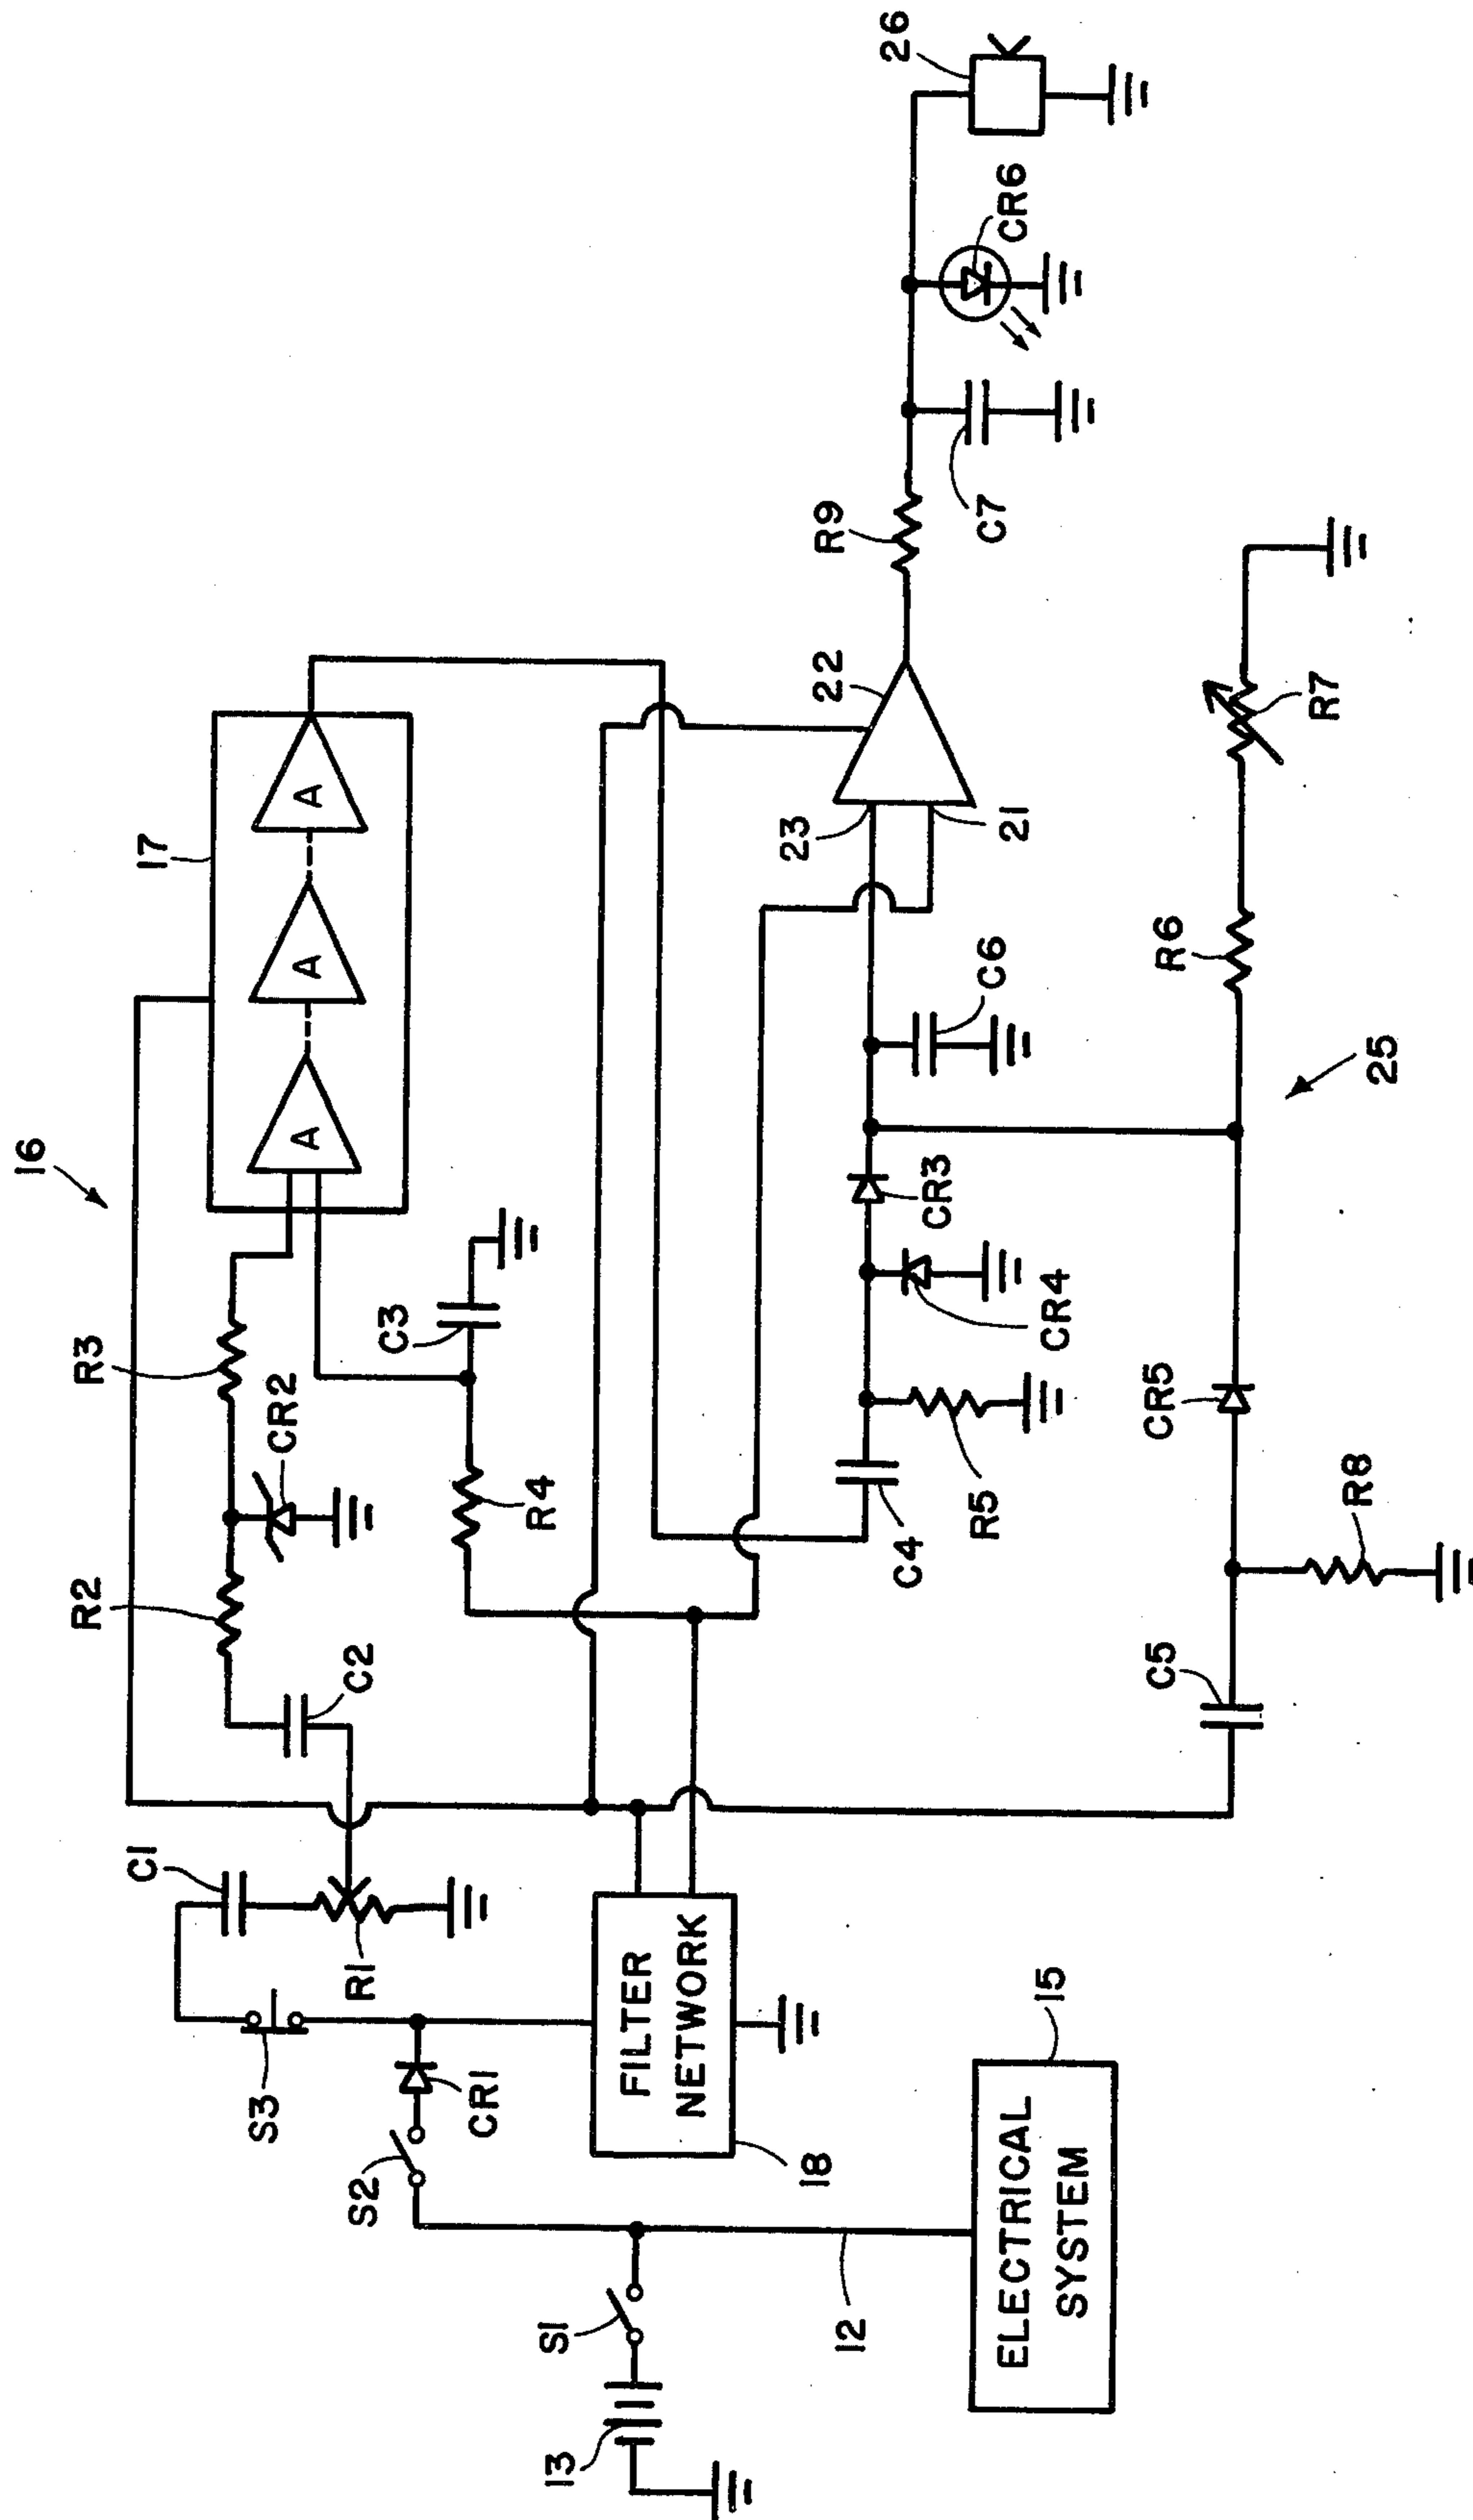 16
17
A
A
A
R3
R2
CR2
C2
C3
R4
C1
R1
S3
S2
CR1
FILTER
NETWORK
18
S1
13
12
ELECTRICAL
SYSTEM
15
C4
R5
CR4
CR3
C6
23
21
22
R9
C7
CR6
26
C5
R8
CR5
R6
R7
25